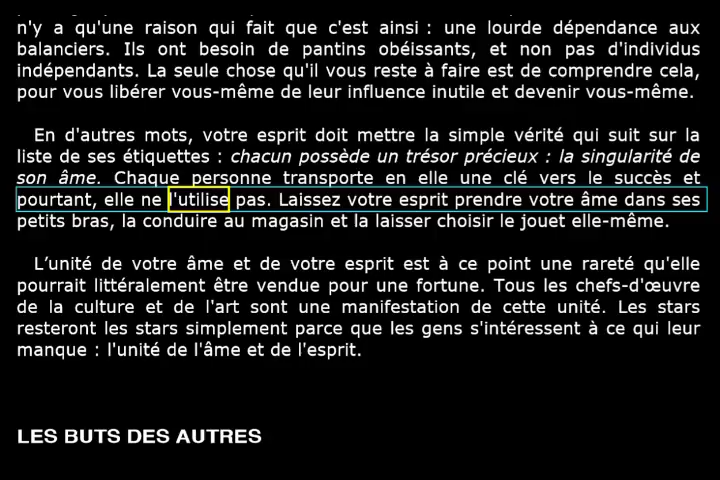 n'y a qu'une raison qui fait que c'est ainsi : une lourde dépendance aux
balanciers. Ils ont besoin de pantins obéissants, et non pas d'individus
indépendants. La seule chose qu'il vous reste à faire est de comprendre cela,
pour vous libérer vous-même de leur influence inutile et devenir vous-même.
En d'autres mots, votre esprit doit mettre la simple vérité qui suit sur la
liste de ses étiquettes : chacun possède un trésor précieux : la singularité de
son âme. Chaque personne transporte en elle une clé vers le succès et
pourtant, elle ne l'utilise pas. Laissez votre esprit prendre votre âme dans ses
petits bras, la conduire au magasin et la laisser choisir le jouet elle-même.
L’unité de votre âme et de votre esprit est à ce point une rareté qu'elle
pourrait littéralement être vendue pour une fortune. Tous les chefs-d'œuvre
de la culture et de l'art sont une manifestation de cette unité. Les stars
resteront les stars simplement parce que les gens s'intéressent à ce qui leur
manque : l'unité de l'âme et de l'esprit.
LES BUTS DES AUTRES